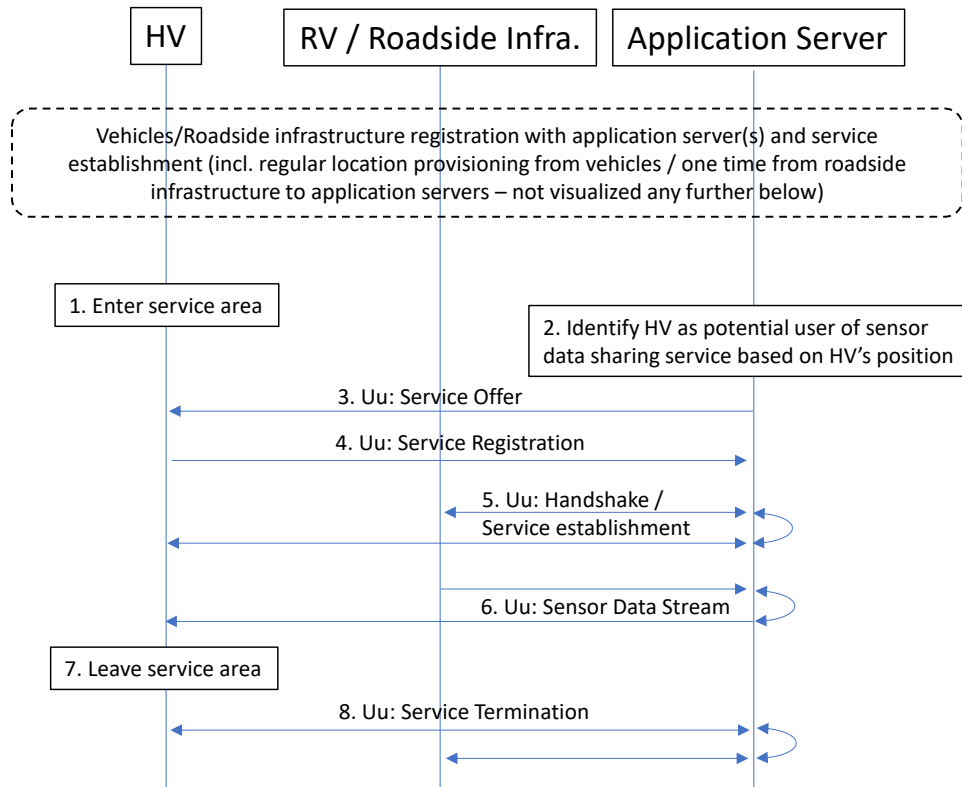 HV
RV / Roadside Infra.
Application Server
Vehicles/Roadside infrastructure registration with application server(s) and service
establishment (incl. regular location provisioning from vehicles / one time from roadside
infrastructure to application servers – not visualized any further below)
1. Enter service area
2. Identify HV as potential user of sensor
data sharing service based on HV’s position
3. Uu: Service Offer
4. Uu: Service Registration
5. Uu: Handshake /
Service establishment
6. Uu: Sensor Data Stream
7. Leave service area
8. Uu: Service Termination